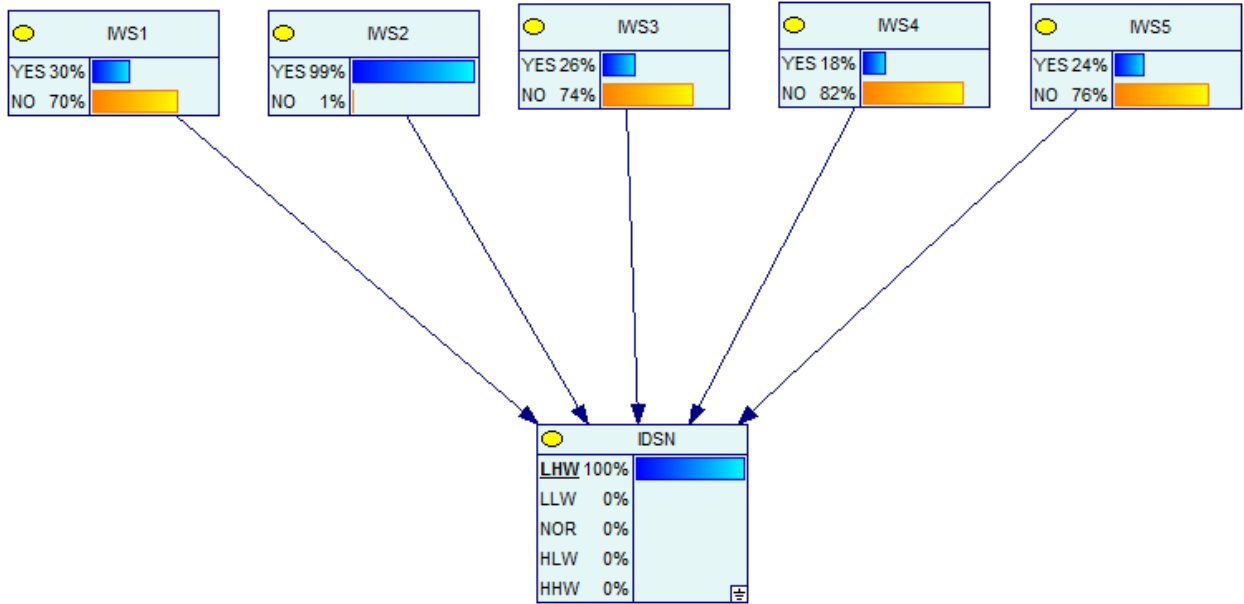 IWS1
YES 30%
NO 70%
IWS2
YES 99%
NO 1%
IWS3
YES 26%
NO 74%
IWS4
YES 18%
NO 82%
IWS5
YES 24%
NO 76%
IDSN
LHW 100%
LLW 0%
NOR 0%
HLW 0%
HHW 0%